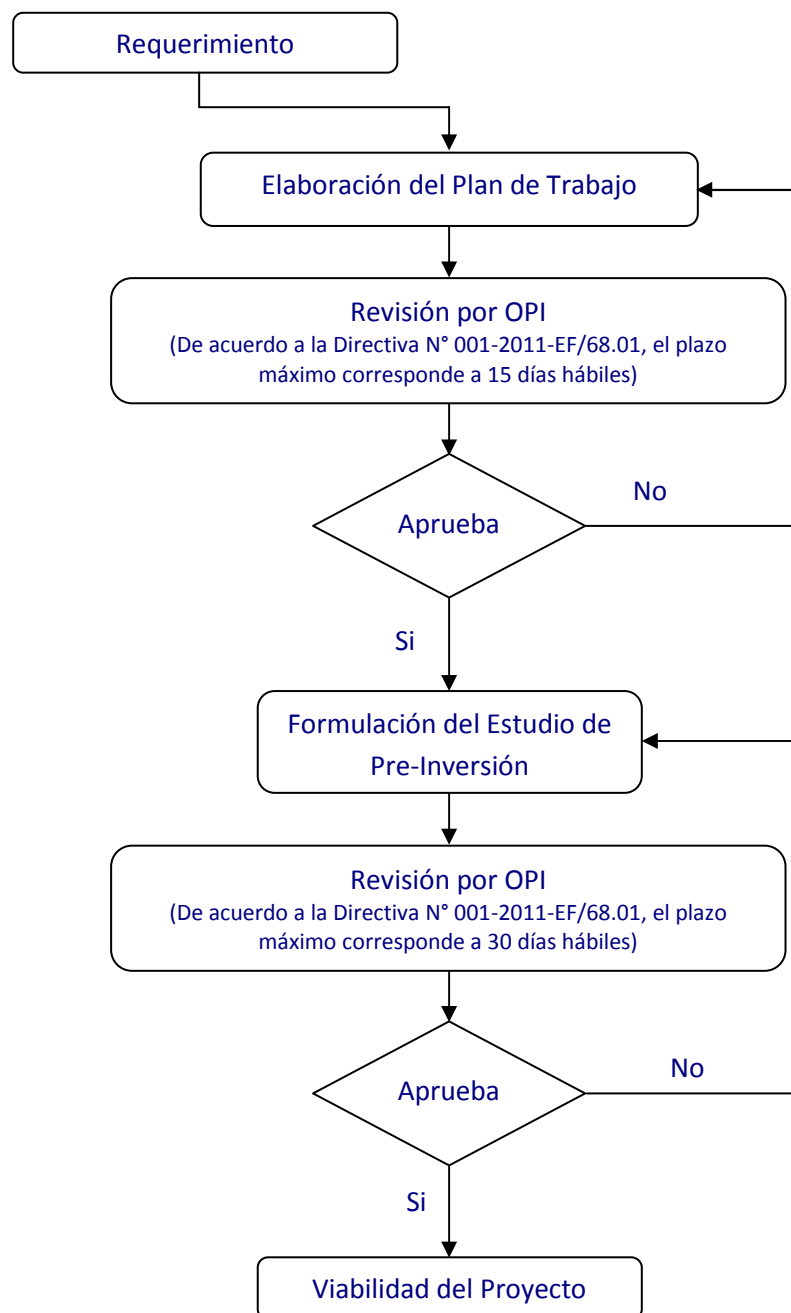 Requerimiento
Elaboración del Plan de Trabajo
Revisión por OPI
(De acuerdo a la Directiva N° 001-2011-EF/68.01, el plazo
máximo corresponde a 15 días hábiles)
Aprueba
No
Si
Formulación del Estudio de
Pre-Inversión
Revisión por OPI
(De acuerdo a la Directiva N° 001-2011-EF/68.01, el plazo
máximo corresponde a 30 días hábiles)
Aprueba
No
Si
Viabilidad del Proyecto